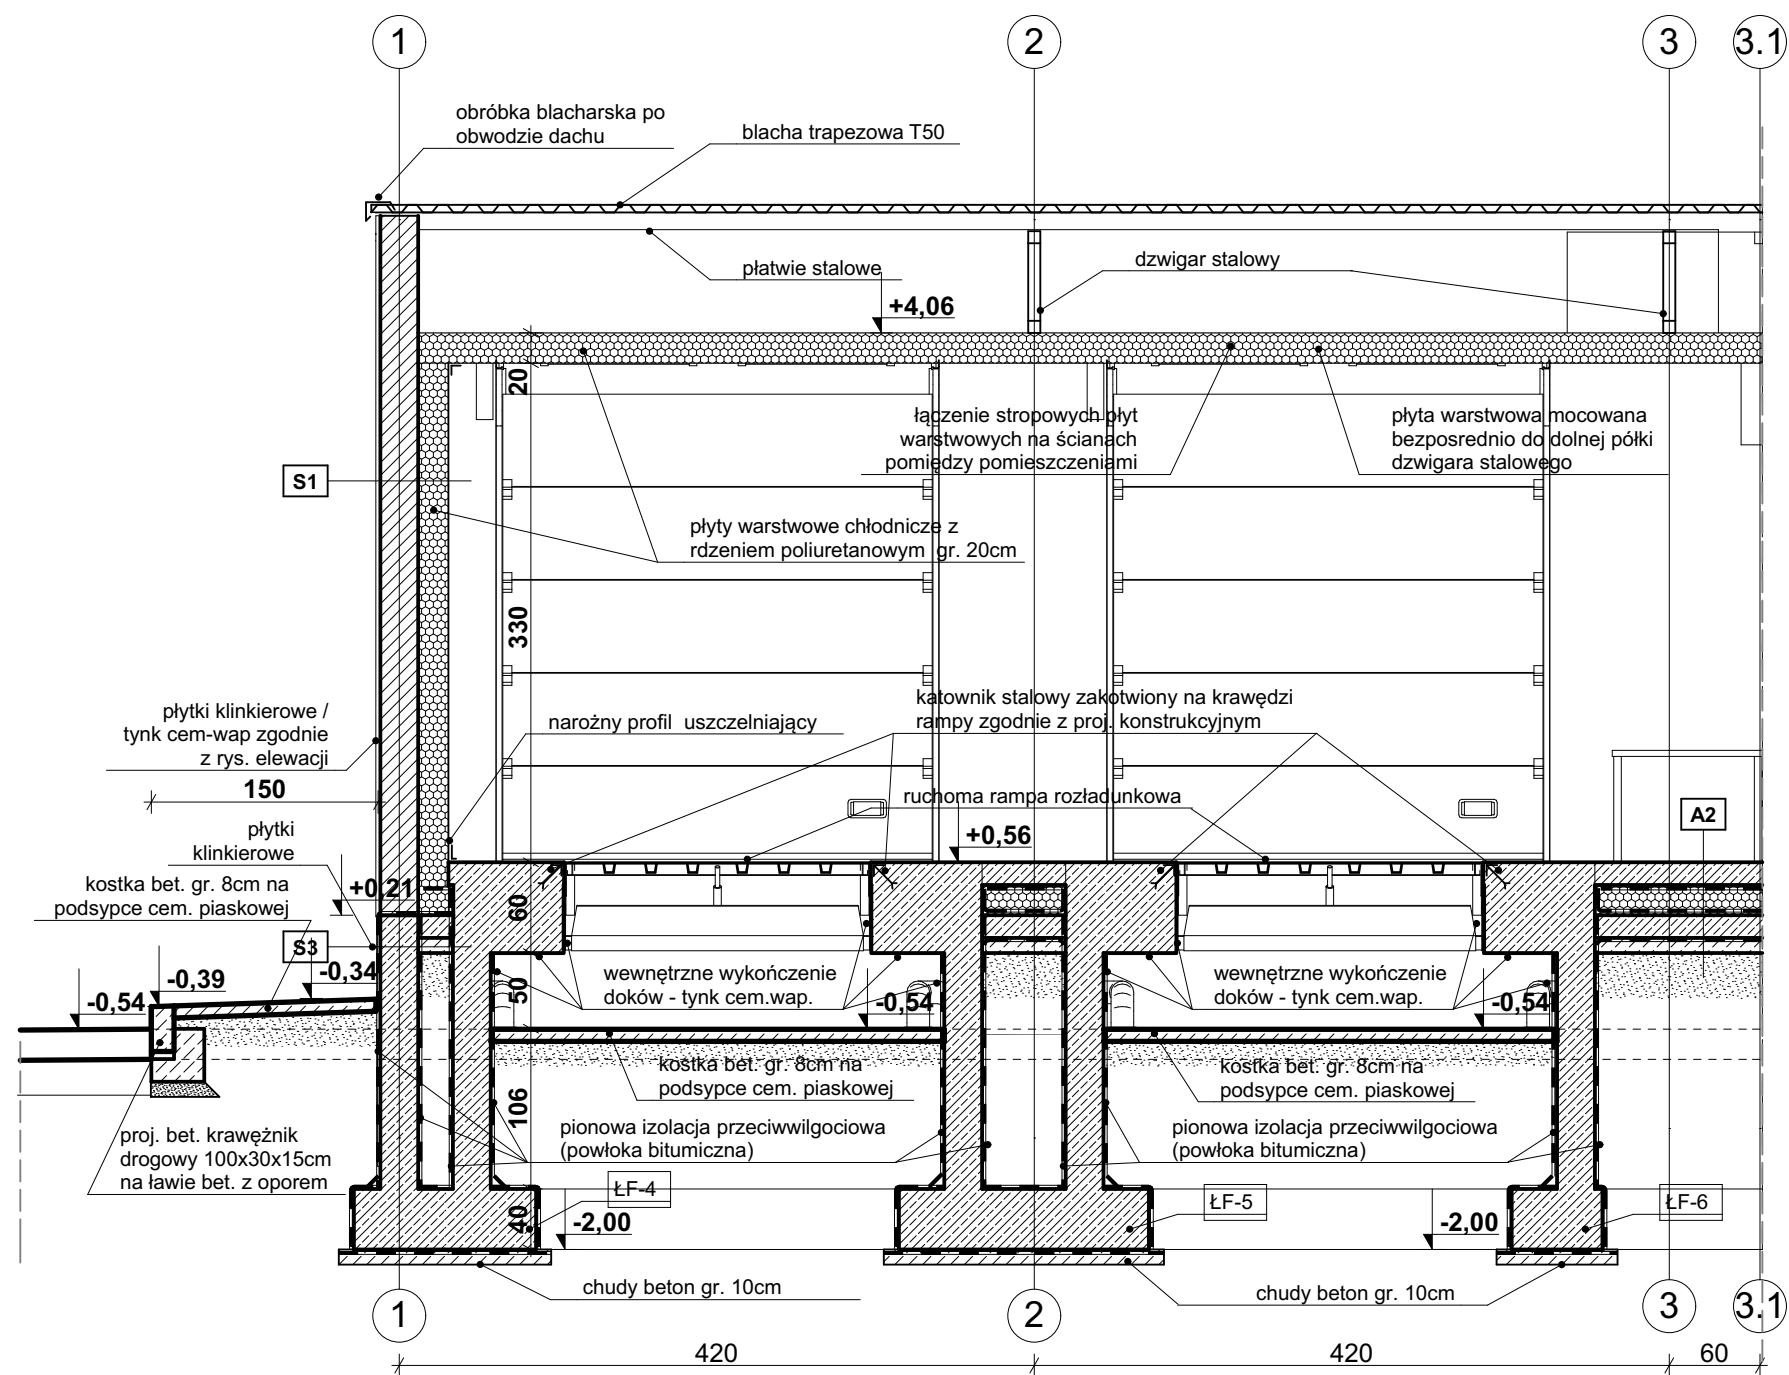 1
2
3
3.1
obróbka blacharska po
obwodzie dachu
blacha trapezowa T50
płatwie stalowe
dzwigar stalowy
+4,06
20
łączenie stropowych płyt
warstwowych na ścianach
pomiędzy pomieszczeniami
płyta warstwowa mocowana
bezposrednio do dolnej półki
dzwigara stalowego
S1
płyty warstwowe chłodnicze z
rdzeniem poliuretanowym gr. 20cm
330
płytki klinkierowe /
tynk cem-wap zgodnie
z rys. elewacji
narożny profil uszczelniający
katownik stalowy zakotwiony na krawędzi
rampy zgodnie z proj. konstrukcyjnym
150
ruchoma rampa rozładunkowa
A2
płytki
klinkierowe
+0,56
kostka bet. gr. 8cm na
podsypce cem. piaskowej
+0,21
60
S3
-0,34
-0,39
-0,54
wewnętrzne wykończenie
doków - tynk cem.wap.
-0,54
wewnętrzne wykończenie
doków - tynk cem.wap.
-0,54
50
kostka bet. gr. 8cm na
podsypce cem. piaskowej
kostka bet. gr. 8cm na
podsypce cem. piaskowej
106
proj. bet. krawężnik
drogowy 100x30x15cm
na ławie bet. z oporem
pionowa izolacja przeciwwilgociowa
(powłoka bitumiczna)
pionowa izolacja przeciwwilgociowa
(powłoka bitumiczna)
ŁF-4
ŁF-5
ŁF-6
40
-2,00
-2,00
chudy beton gr. 10cm
chudy beton gr. 10cm
1
2
3
3.1
420
420
60